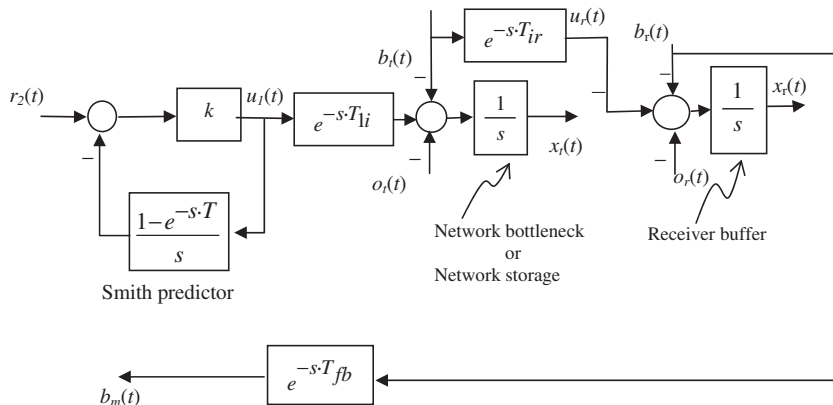 b_t(t)
e^{-s·T_{ir}}
u_r(t)
b_r(t)
r_2(t)
k
u_1(t)
e^{-s·T_{1i}}
1/s
x_t(t)
o_t(t)
1/s
x_r(t)
o_r(t)
–
–
–
–
–
–
1–e^{-s·T}
s
Smith predictor
Network bottleneck
or
Network storage
Receiver buffer
e^{-s·T_{fb}}
b_m(t)